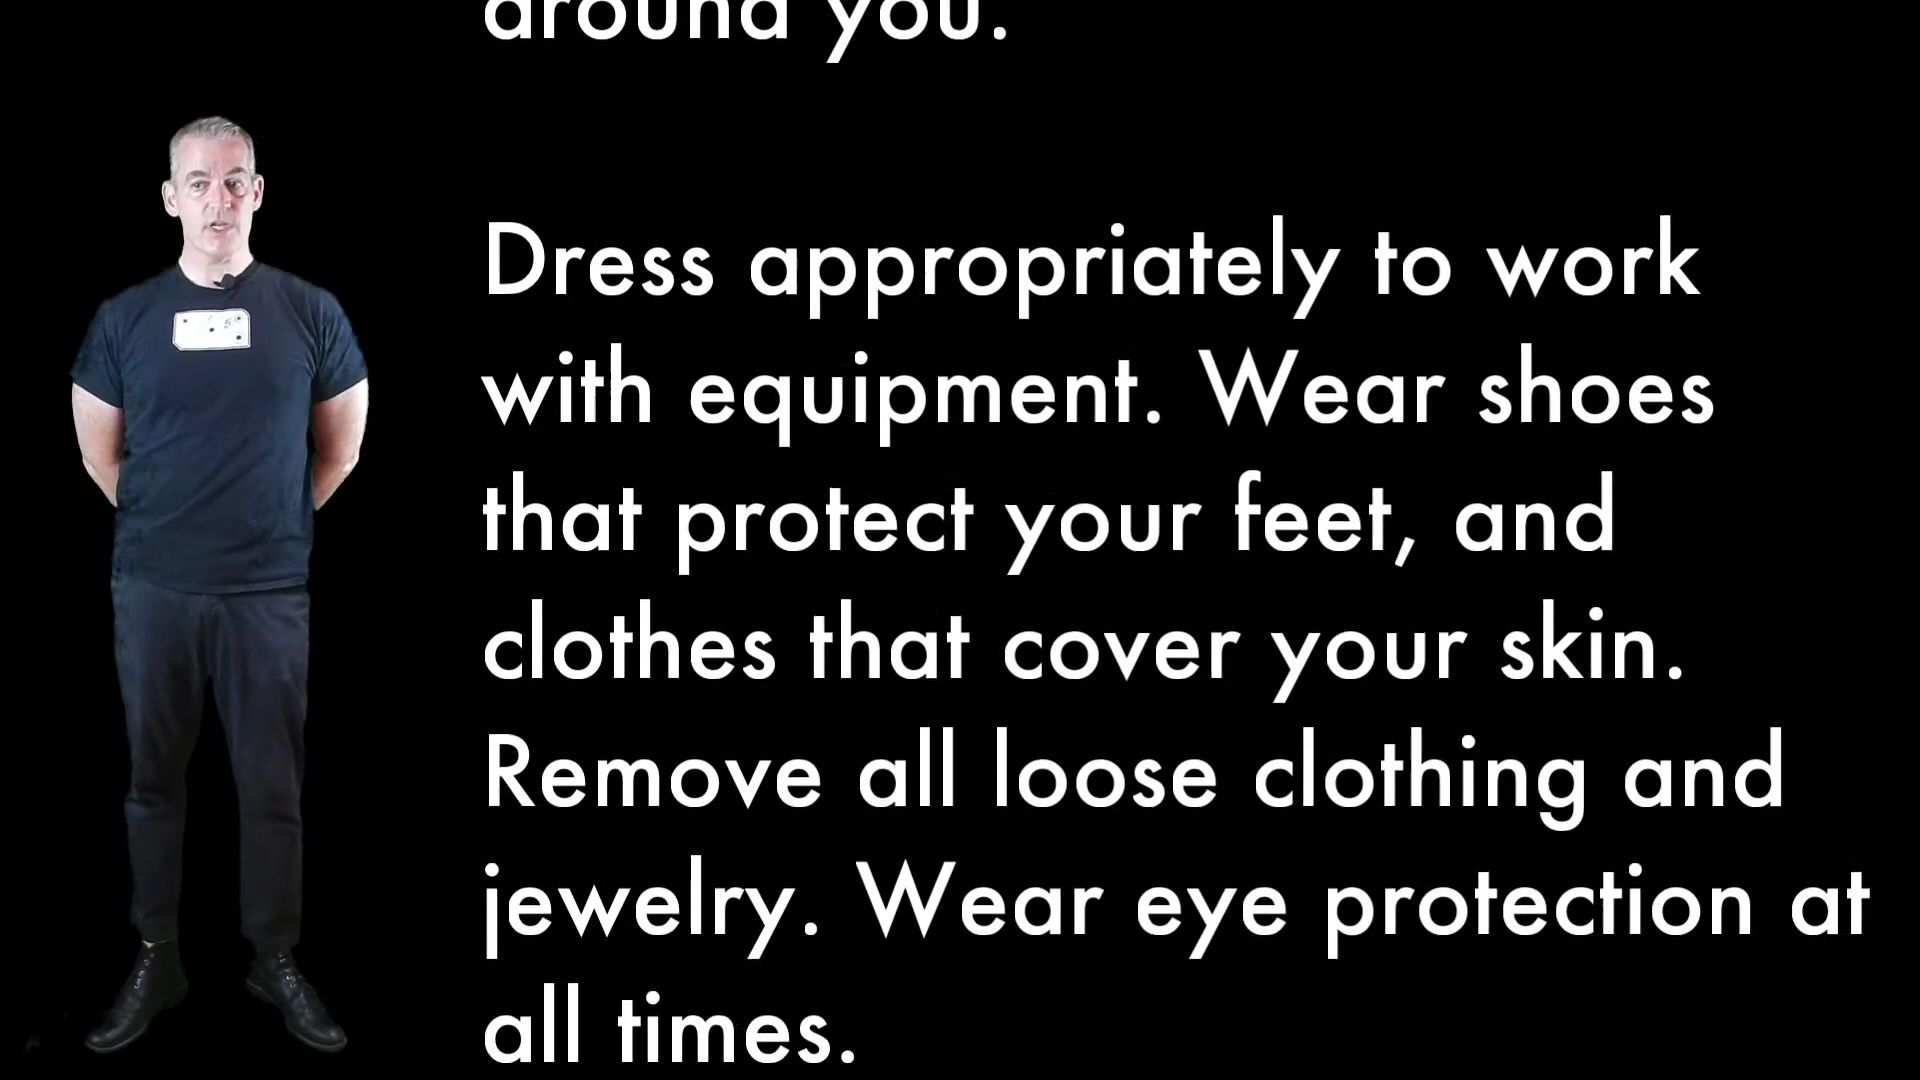 around you.
Dress appropriately to work
with equipment. Wear shoes
that protect your feet, and
clothes that cover your skin.
Remove all loose clothing and
jewelry. Wear eye protection at
all times.